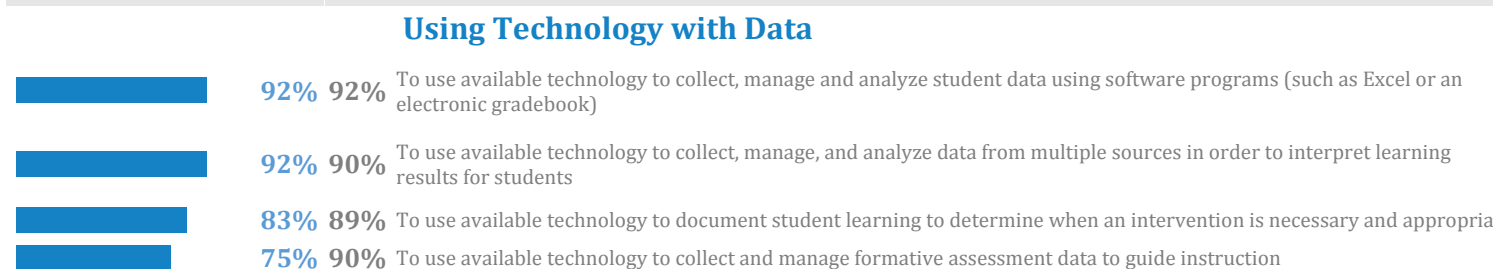 Using Technology with Data
92% 92% To use available technology to collect, manage and analyze student data using software programs (such as Excel or an
electronic gradebook)
92% 90% To use available technology to collect, manage, and analyze data from multiple sources in order to interpret learning
results for students
83% 89% To use available technology to document student learning to determine when an intervention is necessary and appropria
75% 90% To use available technology to collect and manage formative assessment data to guide instruction